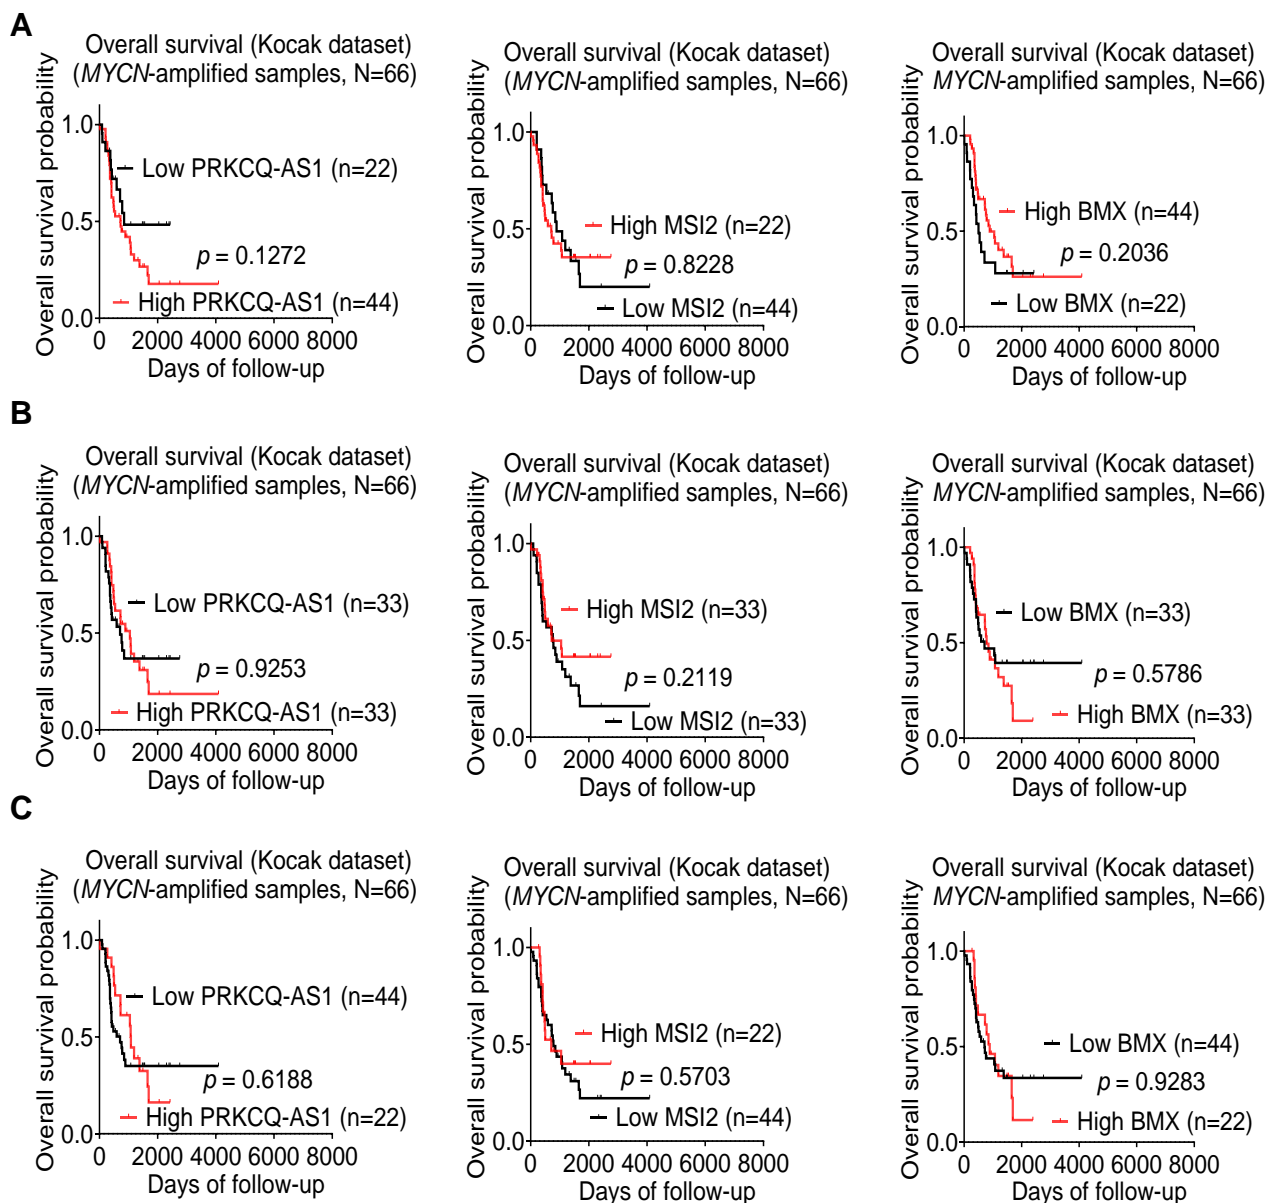 A
Overall survival (Kocak dataset)
(MYCN-amplified samples, N=66)
Overall survival probability
1.0
0.5
0.0
Low PRKCQ-AS1 (n=22)
p = 0.1272
High PRKCQ-AS1 (n=44)
0 2000 4000 6000 8000
Days of follow-up
Overall survival (Kocak dataset)
(MYCN-amplified samples, N=66)
Overall survival probability
1.0
0.5
0.0
High MSI2 (n=22)
p = 0.8228
Low MSI2 (n=44)
0 2000 4000 6000 8000
Days of follow-up
Overall survival (Kocak dataset)
MYCN-amplified samples, N=66)
Overall survival probability
1.0
0.5
0.0
High BMX (n=44)
p = 0.2036
Low BMX (n=22)
0 2000 4000 6000 8000
Days of follow-up
B
Overall survival (Kocak dataset)
(MYCN-amplified samples, N=66)
Overall survival probability
1.0
0.5
0.0
Low PRKCQ-AS1 (n=33)
p = 0.9253
High PRKCQ-AS1 (n=33)
0 2000 4000 6000 8000
Days of follow-up
Overall survival (Kocak dataset)
(MYCN-amplified samples, N=66)
Overall survival probability
1.0
0.5
0.0
High MSI2 (n=33)
p = 0.2119
Low MSI2 (n=33)
0 2000 4000 6000 8000
Days of follow-up
Overall survival (Kocak dataset)
MYCN-amplified samples, N=66)
Overall survival probability
1.0
0.5
0.0
Low BMX (n=33)
p = 0.5786
High BMX (n=33)
0 2000 4000 6000 8000
Days of follow-up
C
Overall survival (Kocak dataset)
(MYCN-amplified samples, N=66)
Overall survival probability
1.0
0.5
0.0
Low PRKCQ-AS1 (n=44)
p = 0.6188
High PRKCQ-AS1 (n=22)
0 2000 4000 6000 8000
Days of follow-up
Overall survival (Kocak dataset)
(MYCN-amplified samples, N=66)
Overall survival probability
1.0
0.5
0.0
High MSI2 (n=22)
p = 0.5703
Low MSI2 (n=44)
0 2000 4000 6000 8000
Days of follow-up
Overall survival (Kocak dataset)
MYCN-amplified samples, N=66)
Overall survival probability
1.0
0.5
0.0
Low BMX (n=44)
p = 0.9283
High BMX (n=22)
0 2000 4000 6000 8000
Days of follow-up